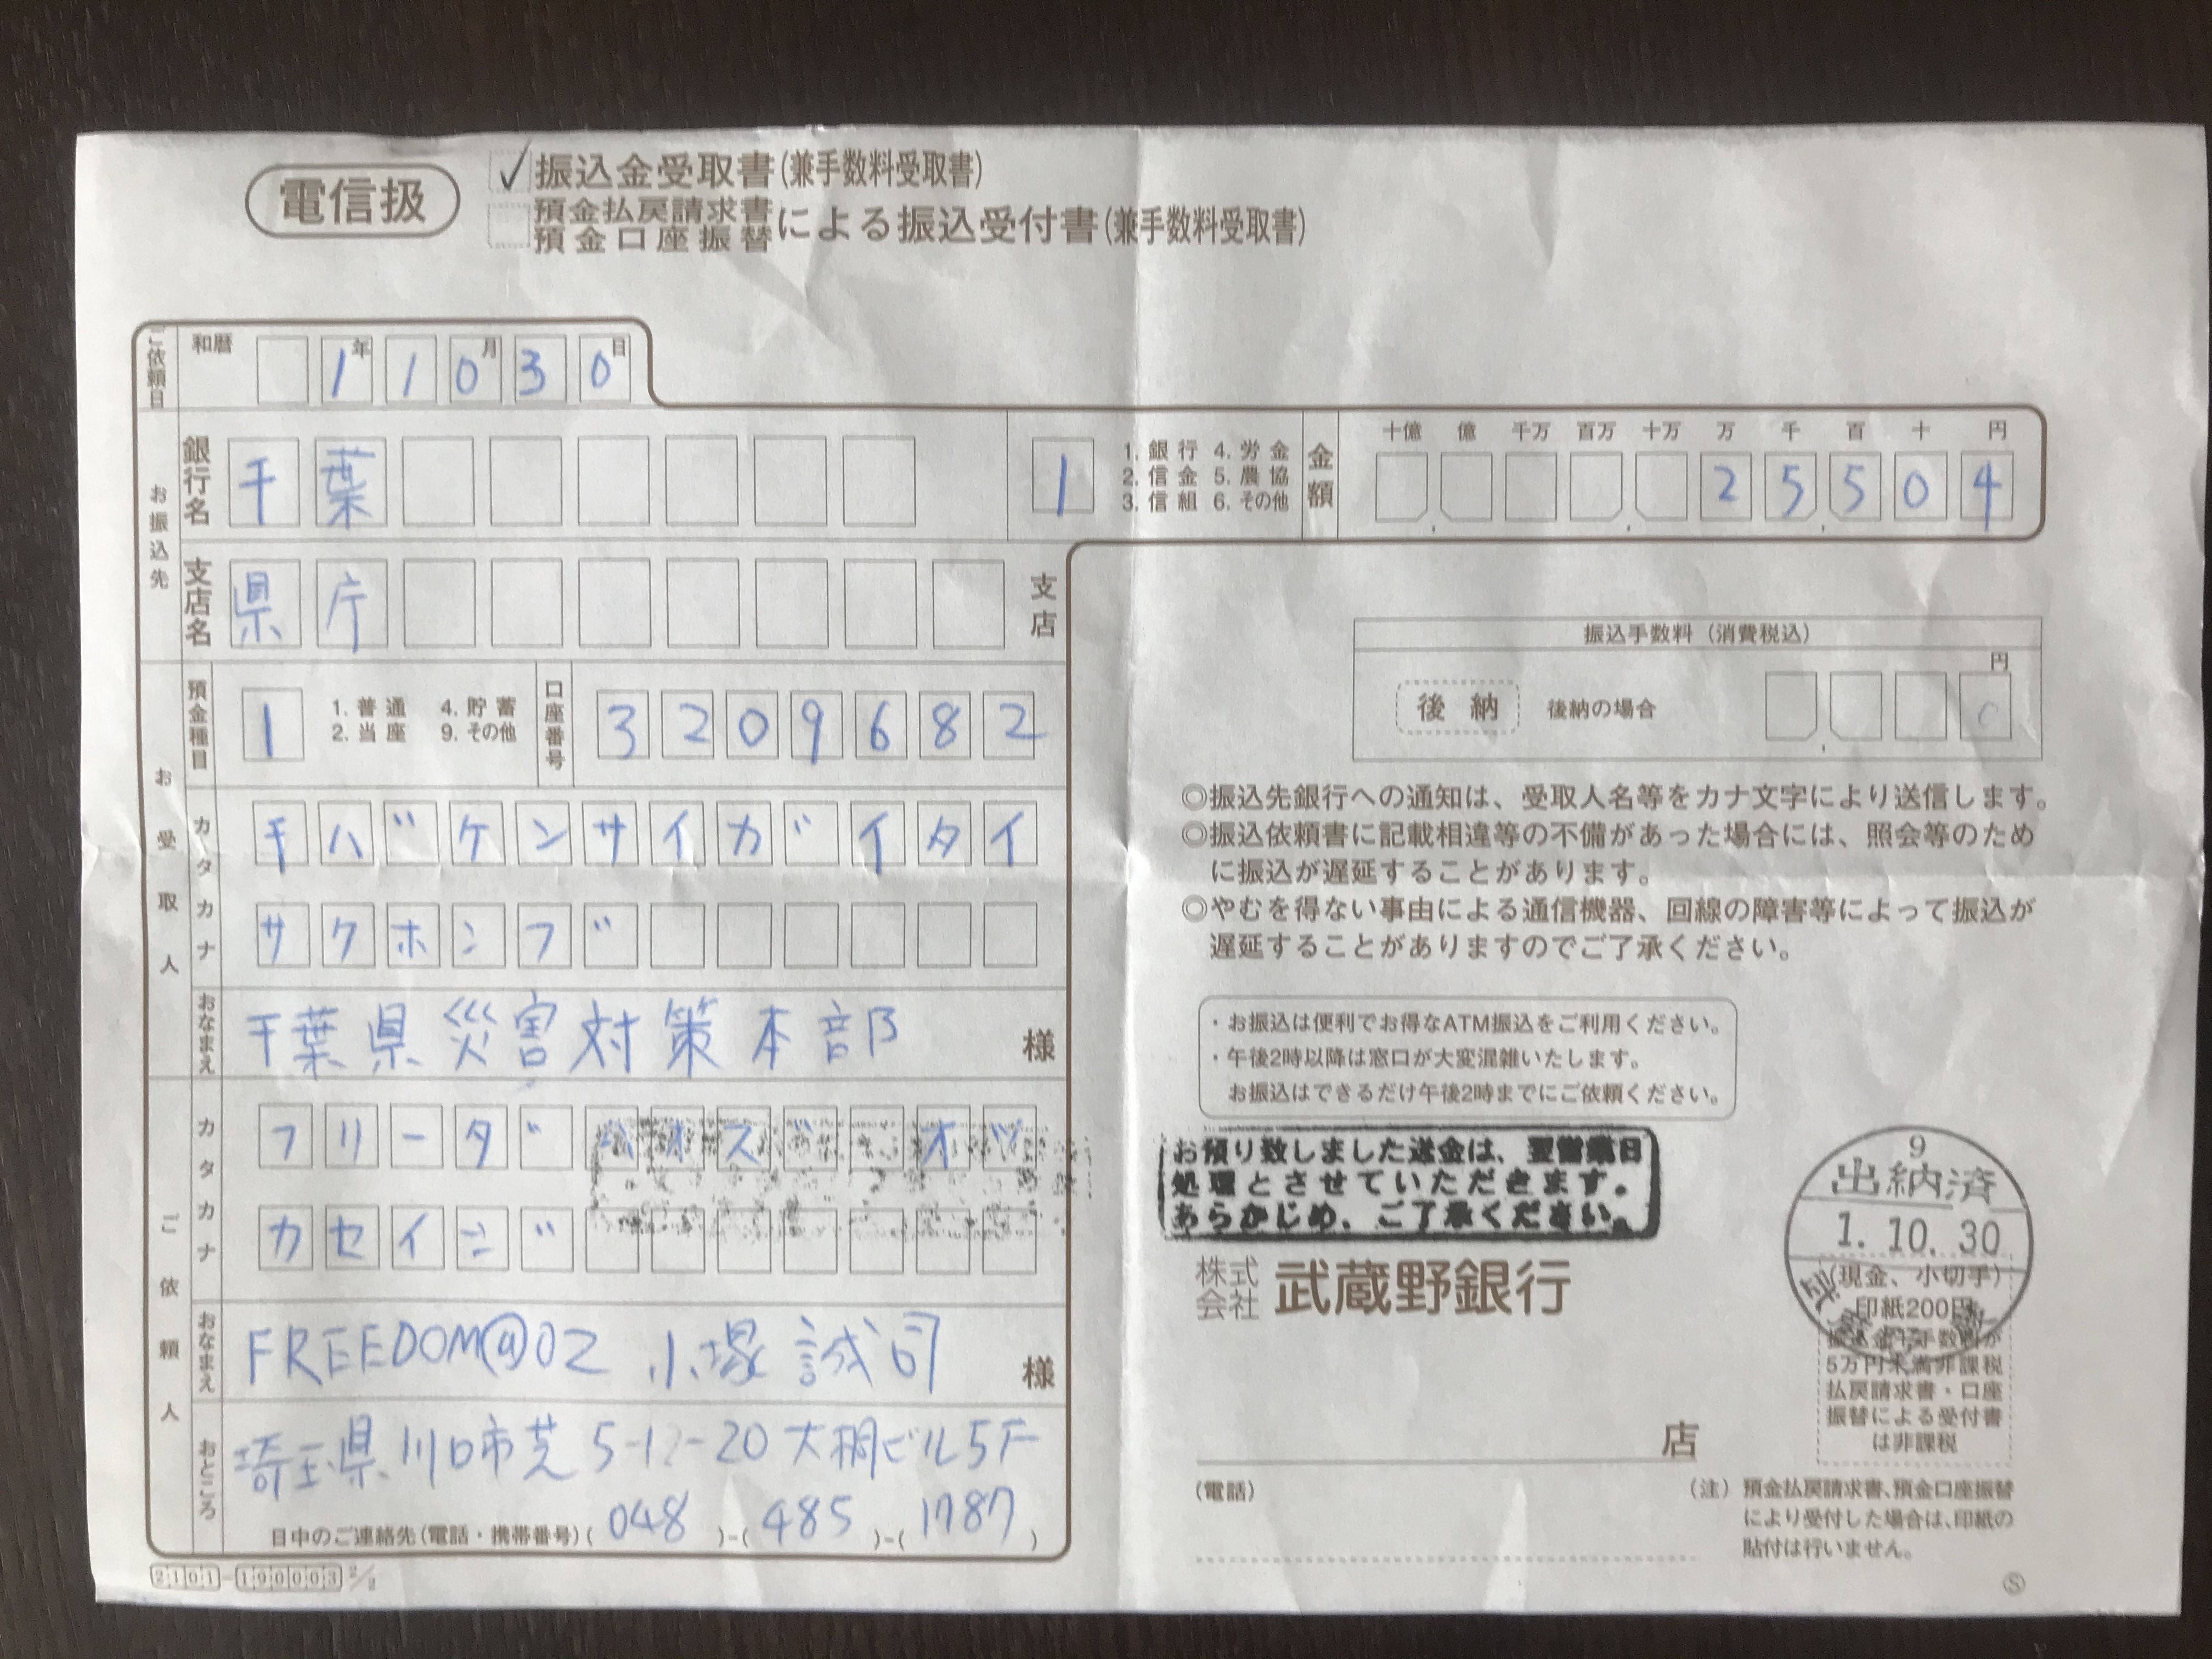 電信扱
✓振込金受取書(兼手数料受取書)
預金払戻請求書
預金口座振替
による振込受付書(兼手数料受取書)
ご依頼日
和暦 1年10月30日
お振込先
銀行名
千葉
1
1. 銀行 4. 労金
2. 信金 5. 農協
3. 信組 6. その他
金額
十億 億 千万 百万 十万 万 千 百 十 円
25504
支店名
県庁
支店
お受取人
預金種目
1
1. 普通 4. 貯蓄
2. 当座 9. その他
口座番号
3209682
振込手数料(消費税込)
円
後納 後納の場合
0
カタカナ
チバケンサイガイタイ
サクホンブ
おなまえ
千葉県災害対策本部 様
◎振込先銀行への通知は、受取人名等をカナ文字により送信します。
◎振込依頼書に記載相違等の不備があった場合には、照会等のため
に振込が遅延することがあります。
◎やむを得ない事由による通信機器、回線の障害等によって振込が
遅延することがありますのでご了承ください。
・お振込は便利でお得なATM振込をご利用ください。
・午後2時以降は窓口が大変混雑いたします。
お振込はできるだけ午後2時までにご依頼ください。
ご依頼人
カタカナ
フリーダ
カセイジ
おなまえ
FREEDOM@02 小塚 誠司 様
おところ
埼玉県川口市芝5-12-20大棚ビル5F
日中のご連絡先(電話・携帯番号)(048)-(485)-(1787)
お預り致しました送金は、翌営業日
処理とさせていただきます。
あらかじめ、ご了承ください。
株式会社 武蔵野銀行
店
(電話)
9
出納済
1.10.30
(現金、小切手)
印紙200円
5万円未満非課税
払戻請求書・口座
振替による受付書
は非課税
(注) 預金払戻請求書、預金口座振替
により受付した場合は、印紙の
貼付は行いません。
2101-190003 2/2
Ⓢ